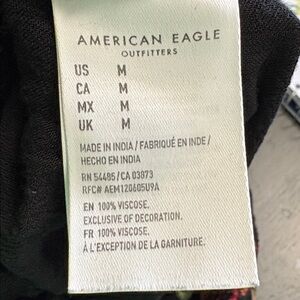 AMERICAN EAGLE
OUTFITTERS
US M
CA M
MX M
UK M
MADE IN INDIA / FABRIQUÉ EN INDE /
HECHO EN INDIA
RN 54485/CA 03873
RFC# AEM120605U9A
EN 100% VISCOSE.
EXCLUSIVE OF DECORATION.
FR 100% VISCOSE.
À L'EXCEPTION DE LA GARNITURE.